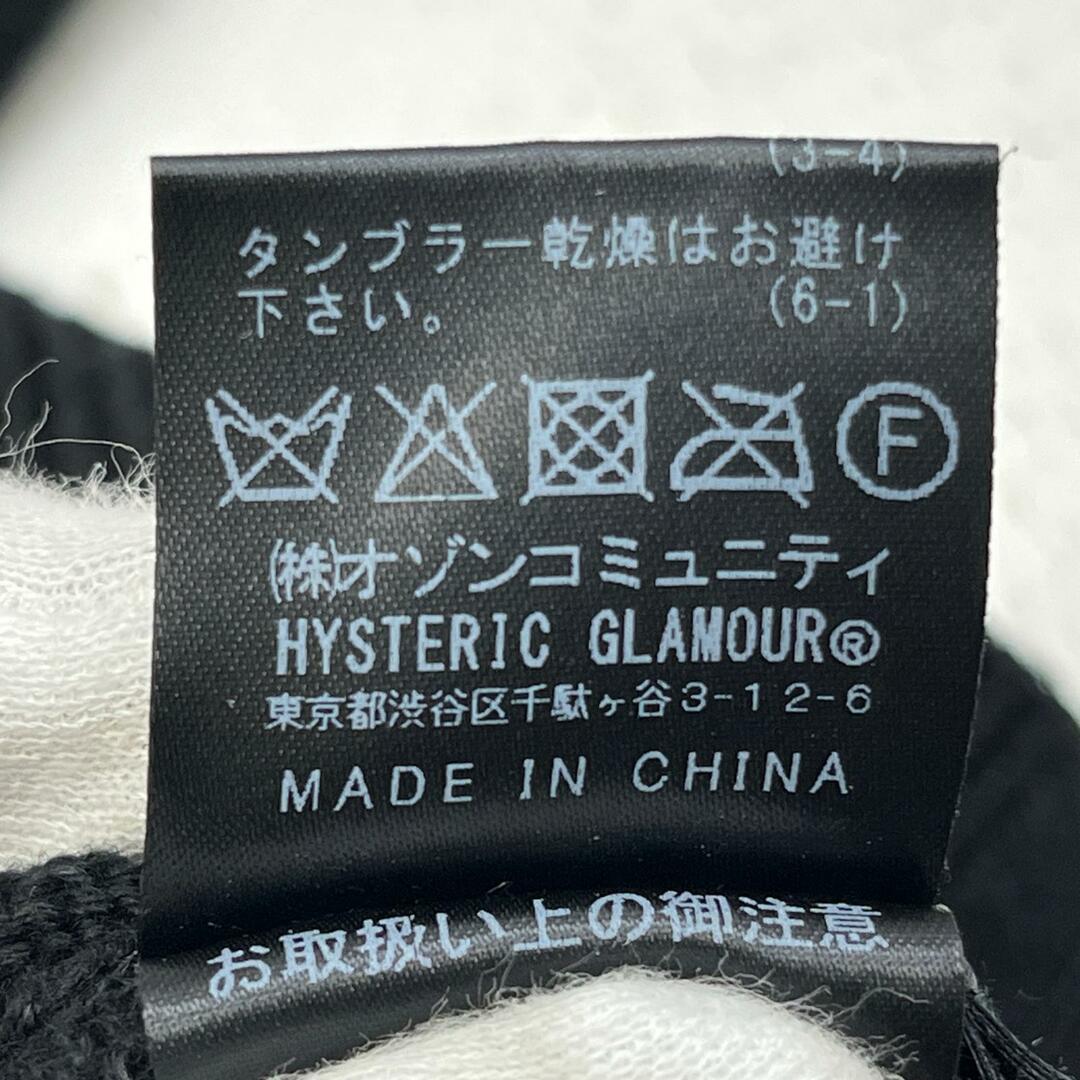 (3-4)
タンブラー乾燥はお避け
下さい。 (6-1)
F
(株)オゾンコミュニティ
HYSTERIC GLAMOUR®
東京都渋谷区千駄ヶ谷3-12-6
MADE IN CHINA
お取扱い上の御注意